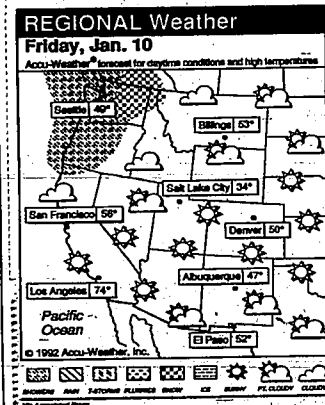 REGIONAL Weather
Friday, Jan. 10
Accu-Weather® forecast for daytime conditions and high temperatures
Seattle 49°
Billings 53°
Salt Lake City 34°
San Francisco 56°
Denver 50°
Los Angeles 74°
Albuquerque 47°
Pacific
Ocean
El Paso 52°
© 1992 Accu-Weather, Inc.
SHOWERS RAIN T-STORMS FLURRIES SNOW ICE SUNNY PT. CLOUDY CLOUDY